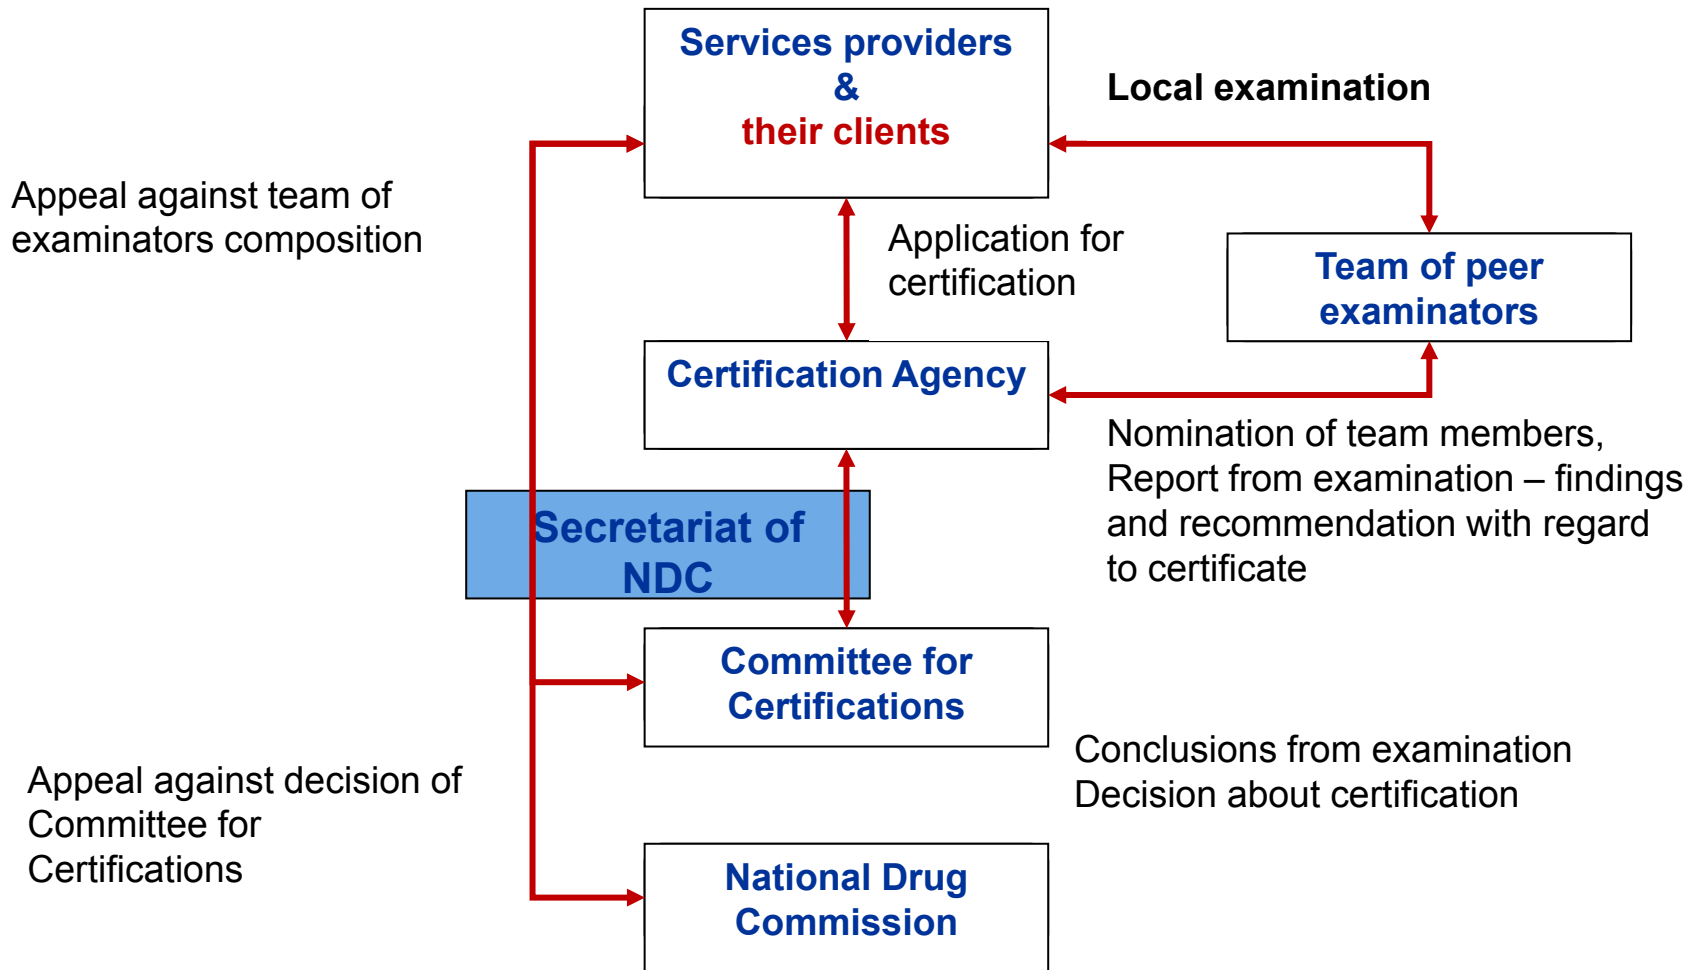 Services providers
&
their clients
Local examination
Appeal against team of
examinators composition
Application for
certification
Team of peer
examinators
Certification Agency
Nomination of team members,
Report from examination – findings
and recommendation with regard
to certificate
Secretariat of
NDC
Committee for
Certifications
Conclusions from examination
Decision about certification
Appeal against decision of
Committee for
Certifications
National Drug
Commission